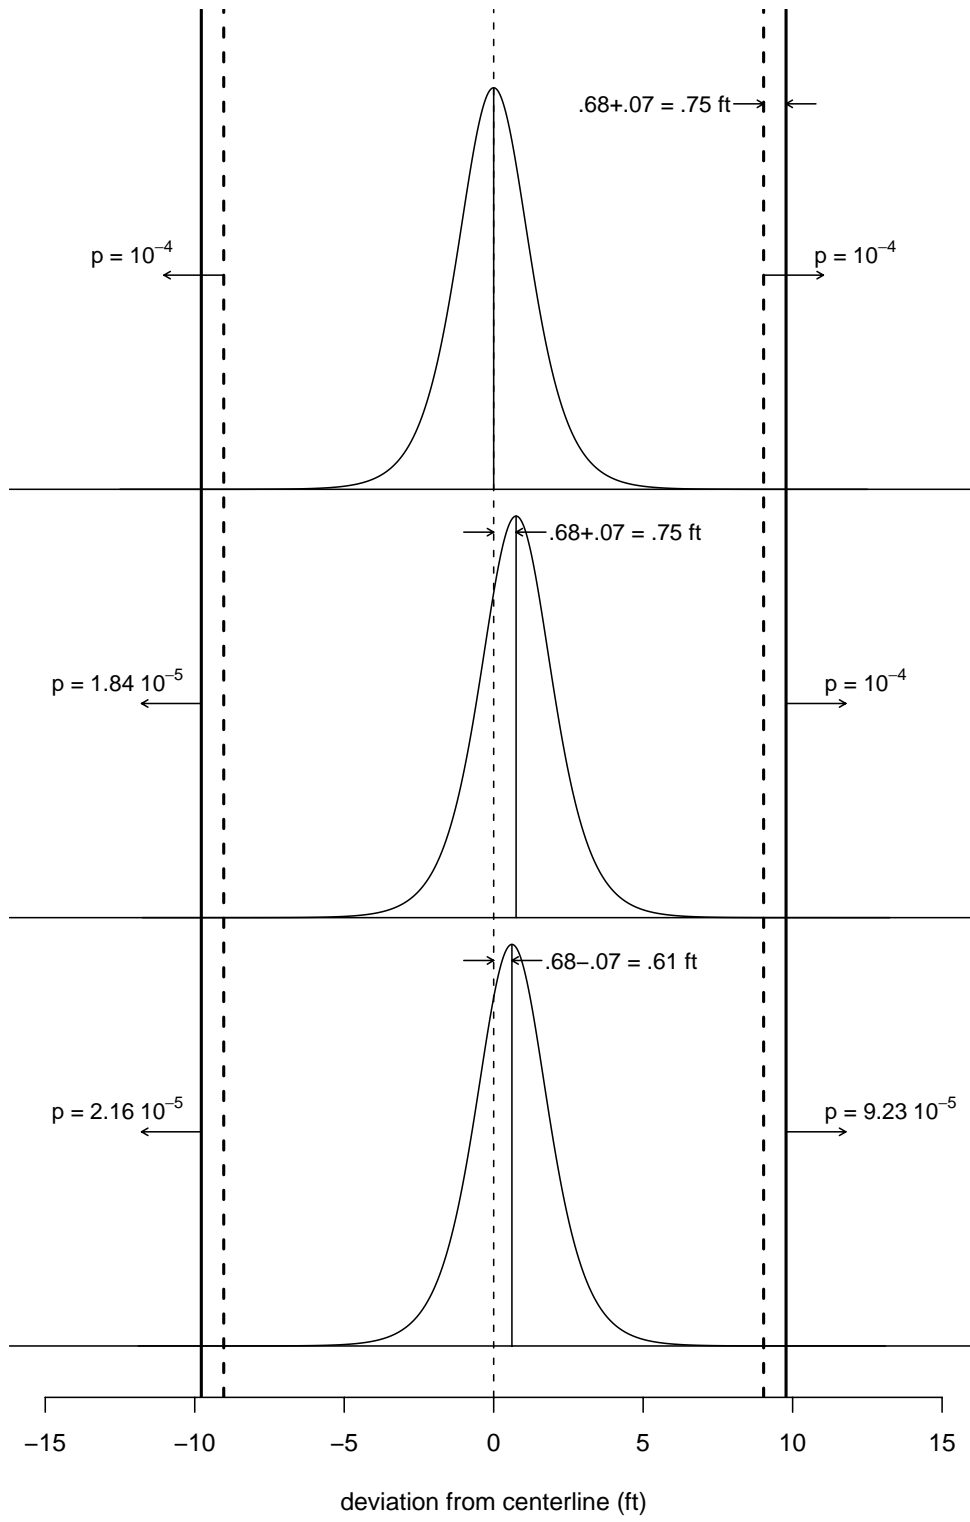 .68+.07 = .75 ft
p = 10⁻⁴ p = 10⁻⁴
.68+.07 = .75 ft
p = 1.84 10⁻⁵ p = 10⁻⁴
.68−.07 = .61 ft
p = 2.16 10⁻⁵ p = 9.23 10⁻⁵
−15 −10 −5 0 5 10 15
deviation from centerline (ft)